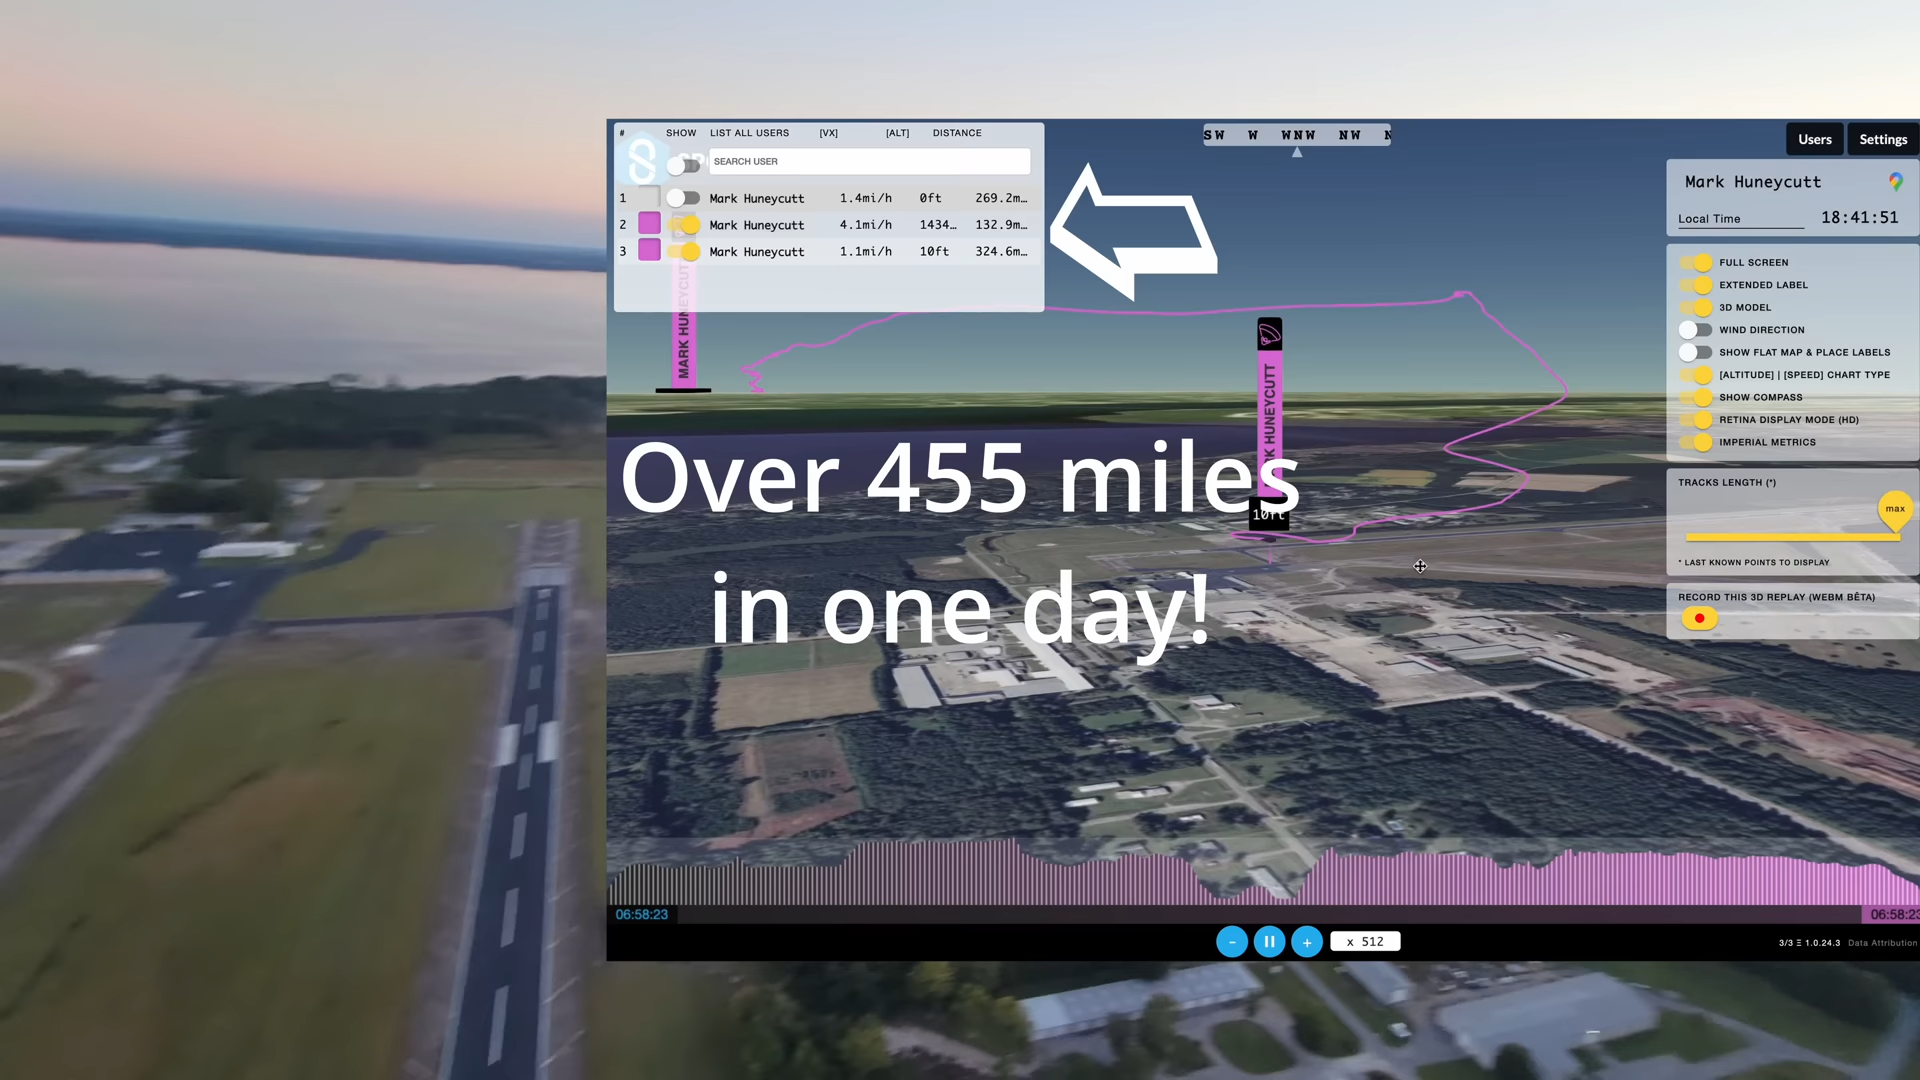 # SHOW LIST ALL USERS [VX] [ALT] DISTANCE
SEARCH USER
1 Mark Huneycutt 1.4mi/h 0ft 269.2m…
2 Mark Huneycutt 4.1mi/h 1434… 132.9m…
3 Mark Huneycutt 1.1mi/h 10ft 324.6m…
SW W WNW NW N
Users Settings
Mark Huneycutt
Local Time 18:41:51
FULL SCREEN
EXTENDED LABEL
3D MODEL
WIND DIRECTION
SHOW FLAT MAP & PLACE LABELS
[ALTITUDE] | [SPEED] CHART TYPE
SHOW COMPASS
RETINA DISPLAY MODE (HD)
IMPERIAL METRICS
TRACKS LENGTH (*)
max
* LAST KNOWN POINTS TO DISPLAY
RECORD THIS 3D REPLAY (WEBM BÊTA)
MARK HUNEYCUTT
HUNEYCUTT
10ft
Over 455 miles
in one day!
06:58:23 06:58:23
- + x 512
3/3 Ξ 1.0.24.3 Data Attribution